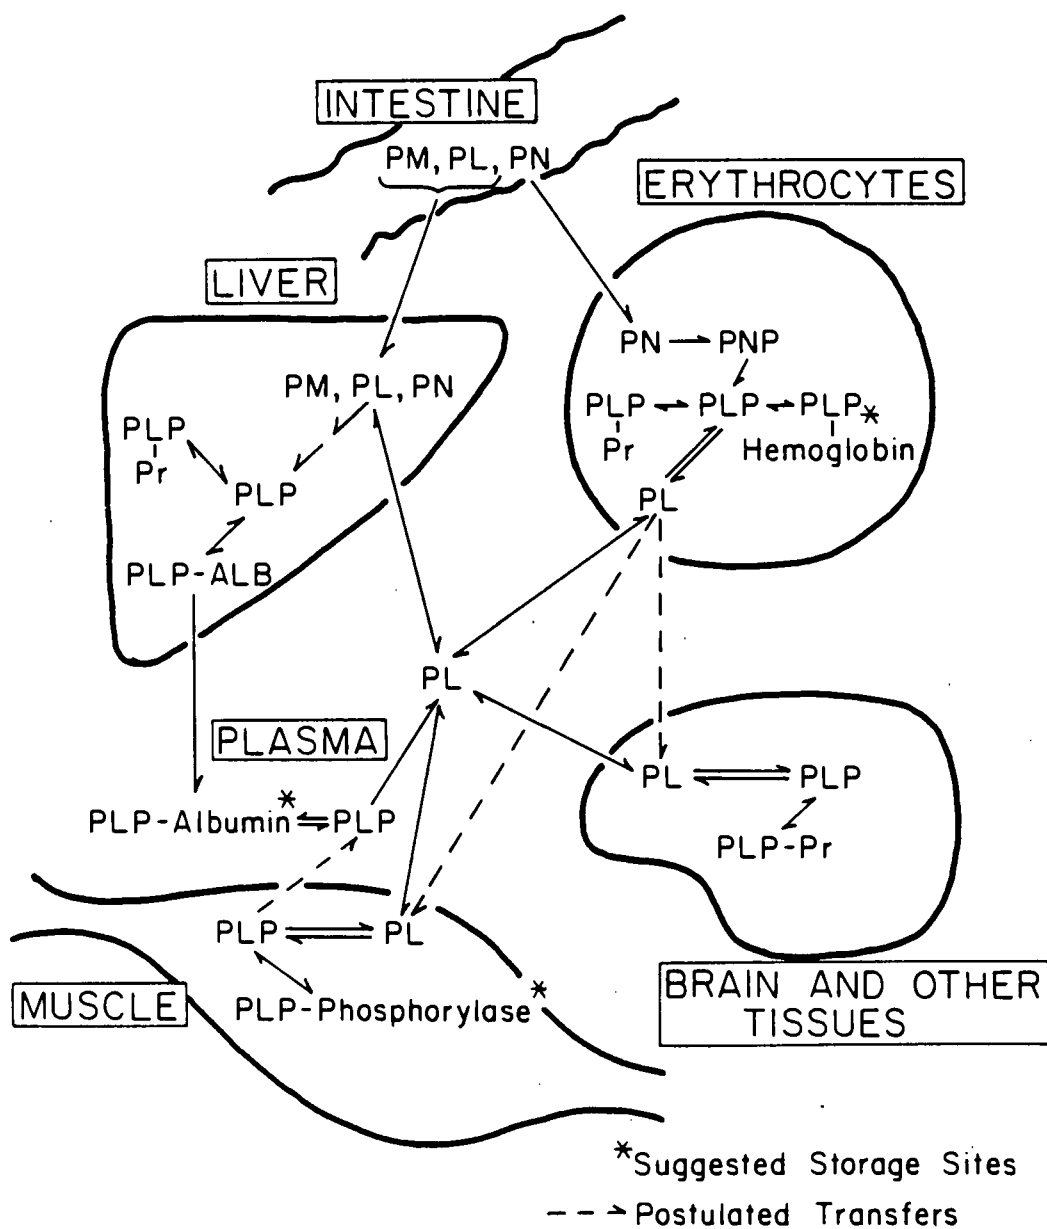 INTESTINE
PM, PL, PN
ERYTHROCYTES
LIVER
PN PNP
PM, PL, PN
PLP PLP PLP*
Pr Hemoglobin
PLP
Pr
PLP
PL
PLP-ALB
PL
PLASMA
PL PLP
PLP-Albumin* PLP
PLP-Pr
PLP PL
MUSCLE
PLP-Phosphorylase*
BRAIN AND OTHER
TISSUES
*Suggested Storage Sites
Postulated Transfers